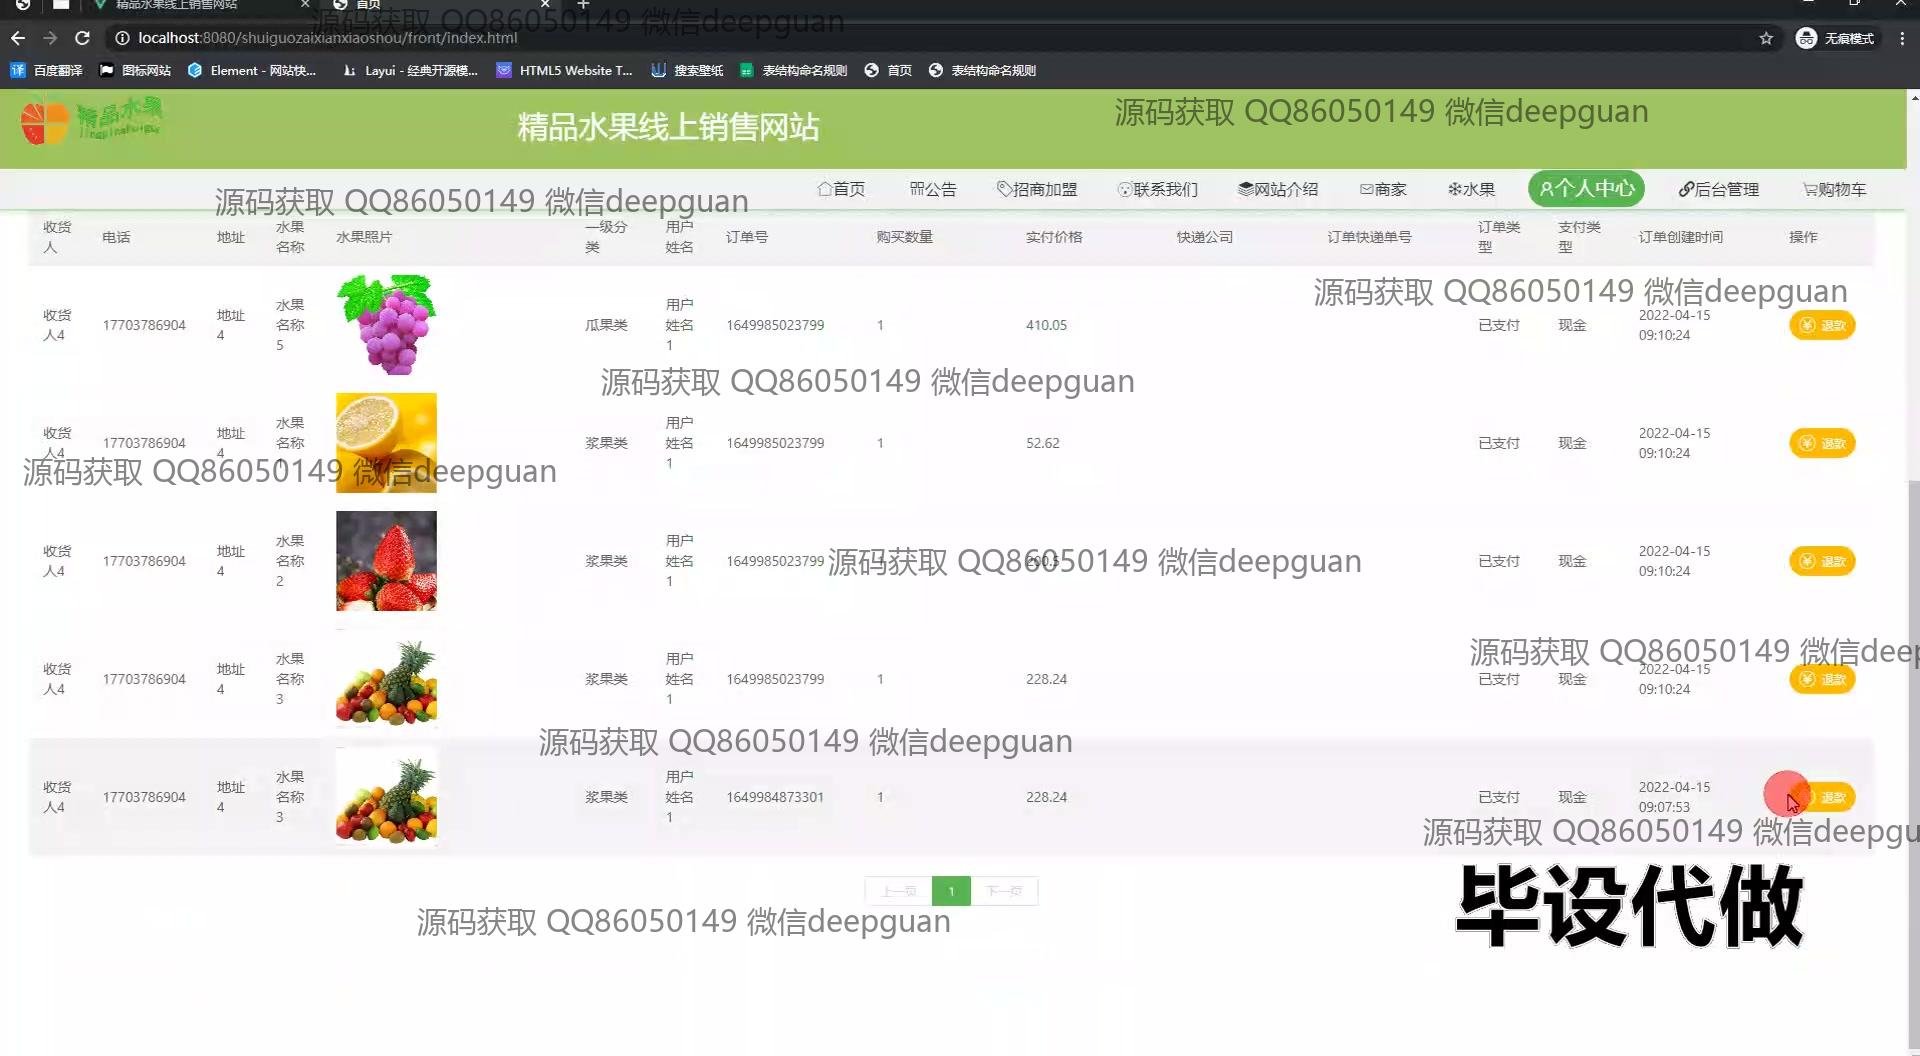 精品水果线上销售网站
首页
localhost:8080/shuiguozaixianxiaoshou/front/index.html
无痕模式
源码获取 QQ86050149 微信deepguan
百度翻译
图标网站
Element - 网站快...
Layui - 经典开源模...
HTML5 Website T...
搜索壁纸
表结构命名规则
首页
表结构命名规则
精品水果
精品水果线上销售网站
源码获取 QQ86050149 微信deepguan
源码获取 QQ86050149 微信deepguan
首页
公告
招商加盟
联系我们
网站介绍
商家
水果
个人中心
后台管理
购物车
收货人 电话 地址 水果名称 水果照片 一级分类 用户姓名 订单号 购买数量 实付价格 快递公司 订单快递单号 订单类型 支付类型 订单创建时间 操作
源码获取 QQ86050149 微信deepguan
收货人4 17703786904 地址4 水果名称5 瓜果类 用户姓名1 1649985023799 1 410.05 已支付 现金 2022-04-15 09:10:24 退款
源码获取 QQ86050149 微信deepguan
收货人4 17703786904 地址4 水果名称 浆果类 用户姓名1 1649985023799 1 52.62 已支付 现金 2022-04-15 09:10:24 退款
源码获取 QQ86050149 微信deepguan
收货人4 17703786904 地址4 水果名称2 浆果类 用户姓名1 1649985023799 已支付 现金 2022-04-15 09:10:24 退款
源码获取 QQ86050149 微信deepguan
源码获取 QQ86050149 微信deep
收货人4 17703786904 地址4 水果名称3 浆果类 用户姓名1 1649985023799 1 228.24 已支付 现金 2022-04-15 09:10:24 退款
源码获取 QQ86050149 微信deepguan
收货人4 17703786904 地址4 水果名称3 浆果类 用户姓名1 1649984873301 1 228.24 已支付 现金 2022-04-15 09:07:53 退款
源码获取 QQ86050149 微信deepgu
上一页 1 下一页
源码获取 QQ86050149 微信deepguan
毕设代做